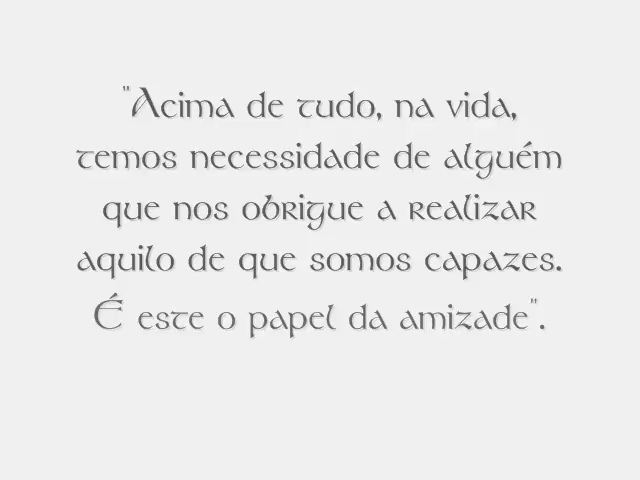 "Acima de tudo, na vida,
temos necessidade de alguém
que nos obrigue a realizar
aquilo de que somos capazes.
É este o papel da amizade".